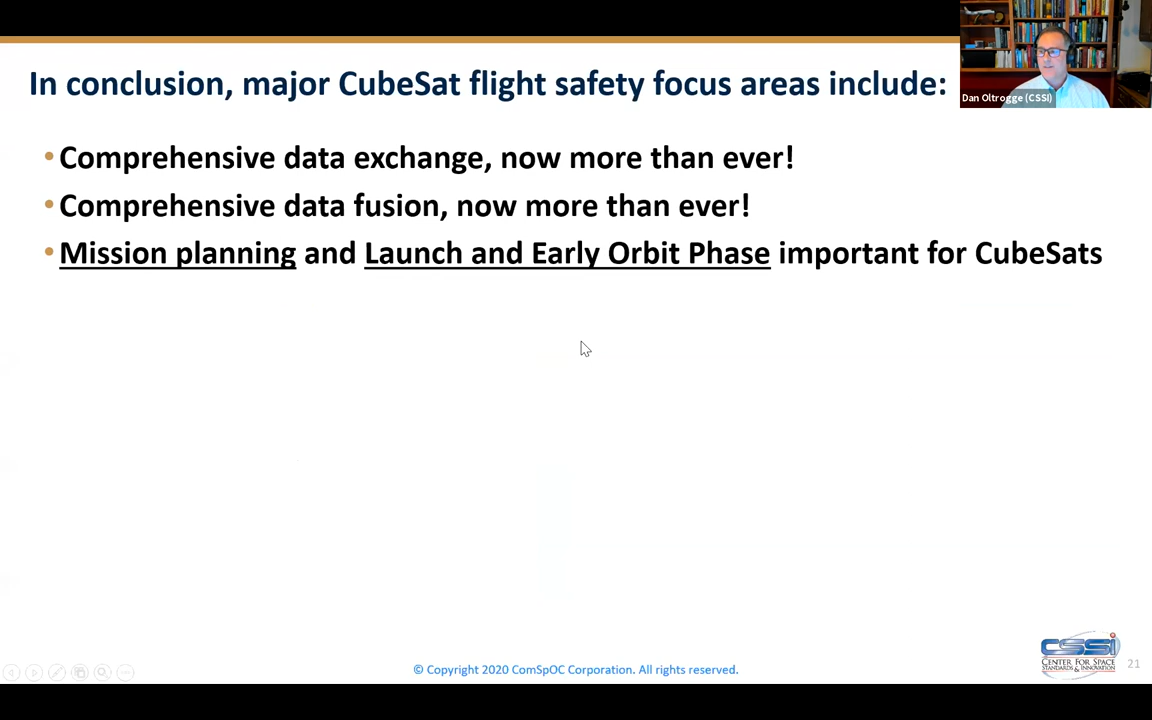 In conclusion, major CubeSat flight safety focus areas include:
Dan Oltrogge (CSSI)
•Comprehensive data exchange, now more than ever!
•Comprehensive data fusion, now more than ever!
•Mission planning and Launch and Early Orbit Phase important for CubeSats
© Copyright 2020 ComSpOC Corporation. All rights reserved.
CSSI
CENTER FOR SPACE
STANDARDS & INNOVATION
21